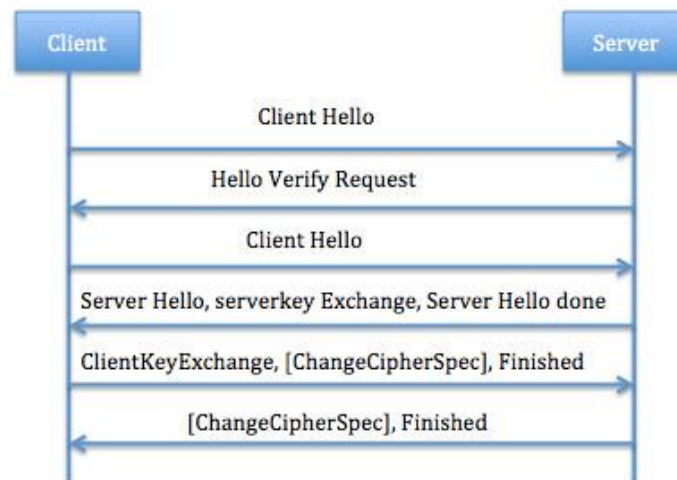 Client
Server
Client Hello
Hello Verify Request
Client Hello
Server Hello, serverkey Exchange, Server Hello done
ClientKeyExchange, [ChangeCipherSpec], Finished
[ChangeCipherSpec], Finished